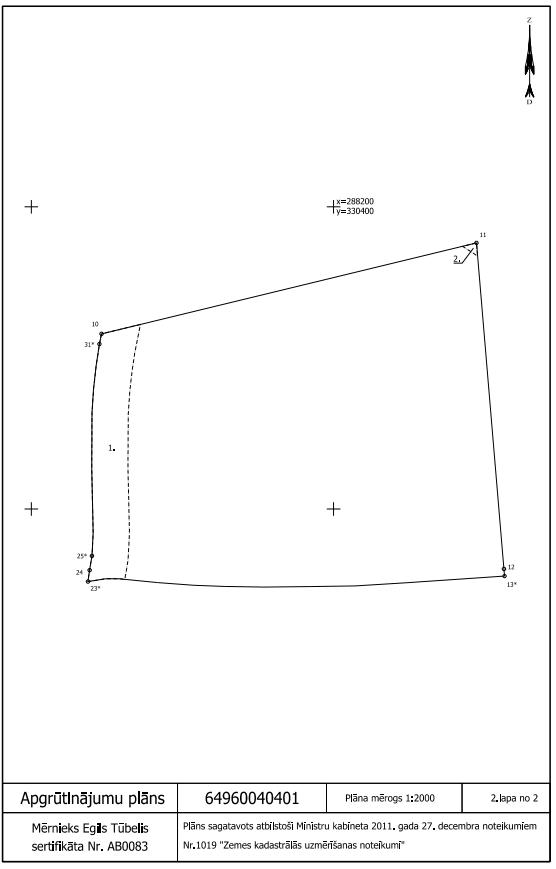 Z
D
x=288200
y=330400
11
2.
10
31*
1.
25*
24
23*
12
13*
Apgrūtinājumu plāns
64960040401
Plāna mērogs 1:2000
2.lapa no 2
Mērnieks Egils Tūbelis
sertifikāta Nr. AB0083
Plāns sagatavots atbilstoši Ministru kabineta 2011. gada 27. decembra noteikumiem
Nr.1019 "Zemes kadastrālās uzmērīšanas noteikumi"